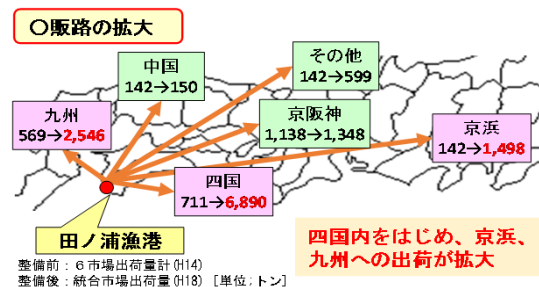 〇販路の拡大
中国
142→150
その他
142→599
九州
569→2,546
京阪神
1,138→1,348
京浜
142→1,498
四国
711→6,890
田ノ浦漁港
四国内をはじめ、京浜、
九州への出荷が拡大
整備前：６市場出荷量計(H14)
整備後：統合市場出荷量(H18) [単位：トン]